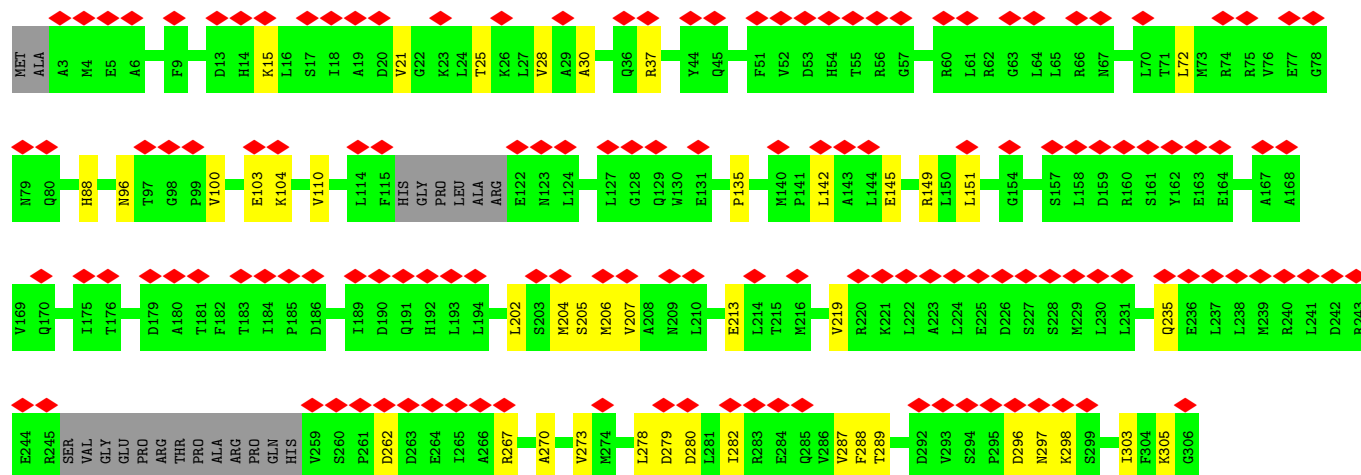 MET ALA A3 M4 E5 A6 F9 D13 H14 K15 L16 S17 I18 A19 D20 V21 G22 K23 L24 T25 K26 L27 V28 A29 A30 Q36 R37 Y44 Q45 F51 V52 D53 H54 T55 R56 G57 R60 L61 R62 G63 L64 L65 R66 N67 L70 T71 L72 M73 R74 R75 V76 E77 G78
N79 Q80 H88 N96 T97 G98 P99 V100 E103 K104 V110 L114 F115 HIS GLY PRO LEU ALA ARG E122 N123 L124 L127 G128 Q129 W130 E131 P135 M140 P141 L142 A143 L144 E145 R149 L150 L151 G154 S157 L158 D159 R160 S161 Y162 E163 E164 A167 A168
V169 Q170 I175 T176 D179 A180 T181 F182 T183 I184 P185 D186 I189 D190 Q191 H192 L193 L194 L202 S203 M204 S205 M206 V207 A208 N209 L210 E213 L214 T215 M216 V219 R220 K221 L222 A223 L224 E225 D226 S227 S228 M229 L230 L231 Q235 E236 L237 L238 M239 R240 L241 D242 R243
E244 R245 SER VAL GLY GLU PRO ARG THR PRO ALA ARG PRO GLN HIS V259 S260 P261 D262 D263 E264 I265 A266 R267 A270 V273 M274 L278 D279 D280 L281 I282 R283 E284 Q285 V286 V287 F288 T289 D292 V293 S294 P295 D296 N297 K298 S299 I303 F304 K305 G306